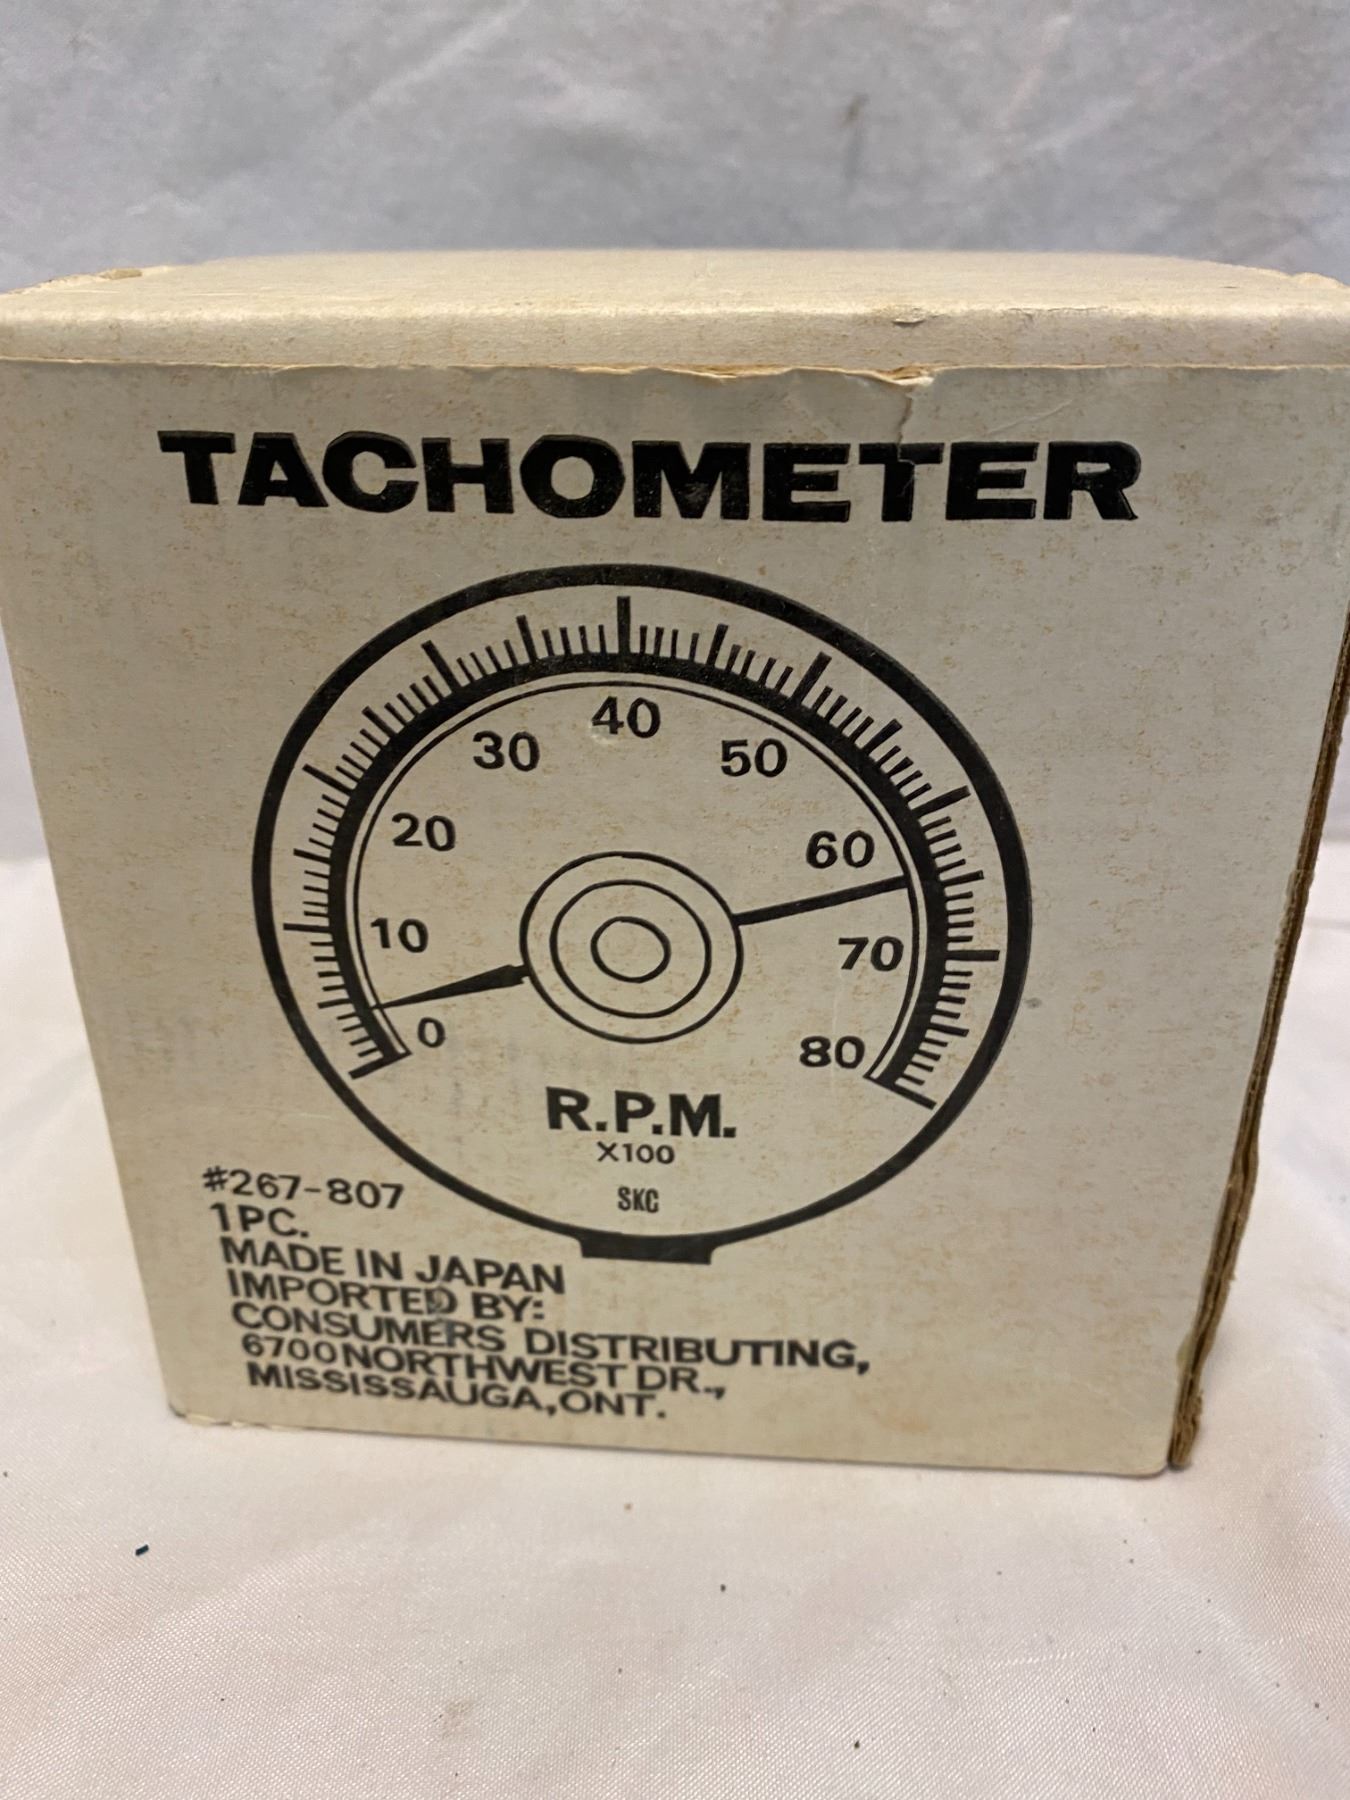 TACHOMETER
40
30
50
20
60
10
70
0
80
R.P.M.
X100
SKC
#267-807
1PC.
MADE IN JAPAN
IMPORTED BY:
CONSUMERS DISTRIBUTING,
6700 NORTHWEST DR.,
MISSISSAUGA, ONT.